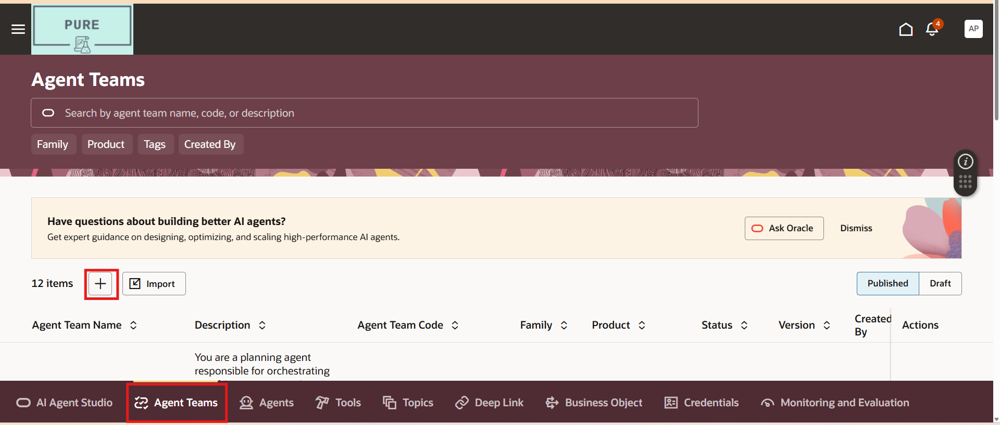 PURE
4
AP
Agent Teams
Search by agent team name, code, or description
Family Product Tags Created By
Have questions about building better AI agents?
Get expert guidance on designing, optimizing, and scaling high-performance AI agents.
Ask Oracle Dismiss
12 items Import Published Draft
Agent Team Name Description Agent Team Code Family Product Status Version Created By Actions
You are a planning agent
responsible for orchestrating
AI Agent Studio Agent Teams Agents Tools Topics Deep Link Business Object Credentials Monitoring and Evaluation